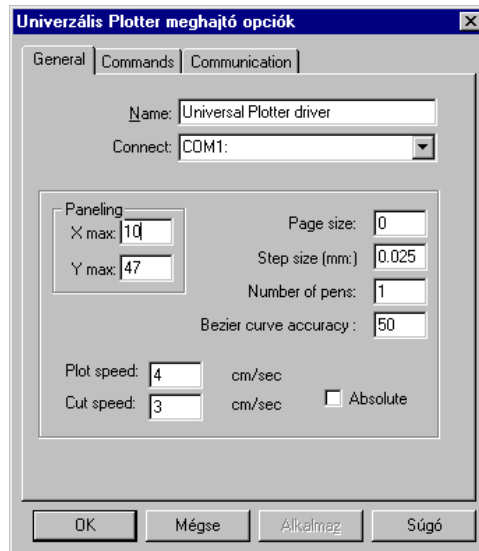 Univerzális Plotter meghajtó opciók
General Commands Communication
Name: Universal Plotter driver
Connect: COM1:
Paneling
X max: 10
Y max: 47
Page size: 0
Step size (mm:) 0.025
Number of pens: 1
Bezier curve accuracy : 50
Plot speed: 4 cm/sec
Cut speed: 3 cm/sec
Absolute
OK Mégse Alkalmaz Súgó